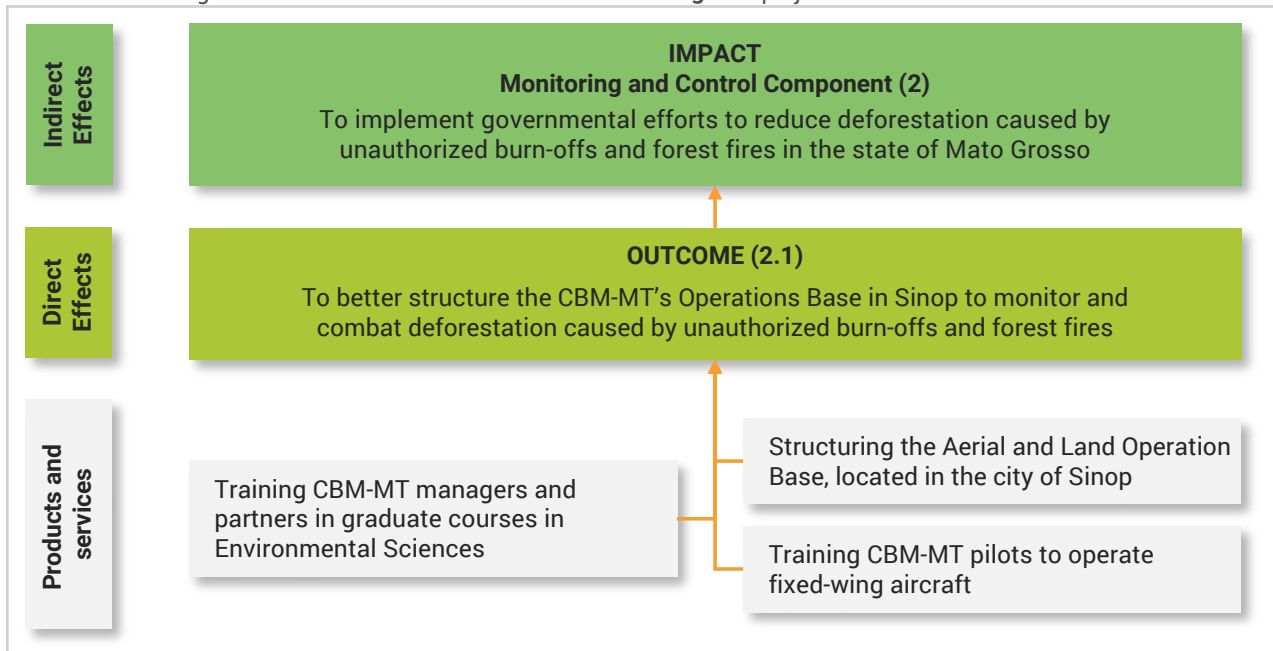 Indirect
Effects
IMPACT
Monitoring and Control Component (2)
To implement governmental efforts to reduce deforestation caused by
unauthorized burn-offs and forest fires in the state of Mato Grosso
Direct
Effects
OUTCOME (2.1)
To better structure the CBM-MT’s Operations Base in Sinop to monitor and
combat deforestation caused by unauthorized burn-offs and forest fires
Products and
services
Training CBM-MT managers and
partners in graduate courses in
Environmental Sciences
Structuring the Aerial and Land Operation
Base, located in the city of Sinop
Training CBM-MT pilots to operate
fixed-wing aircraft